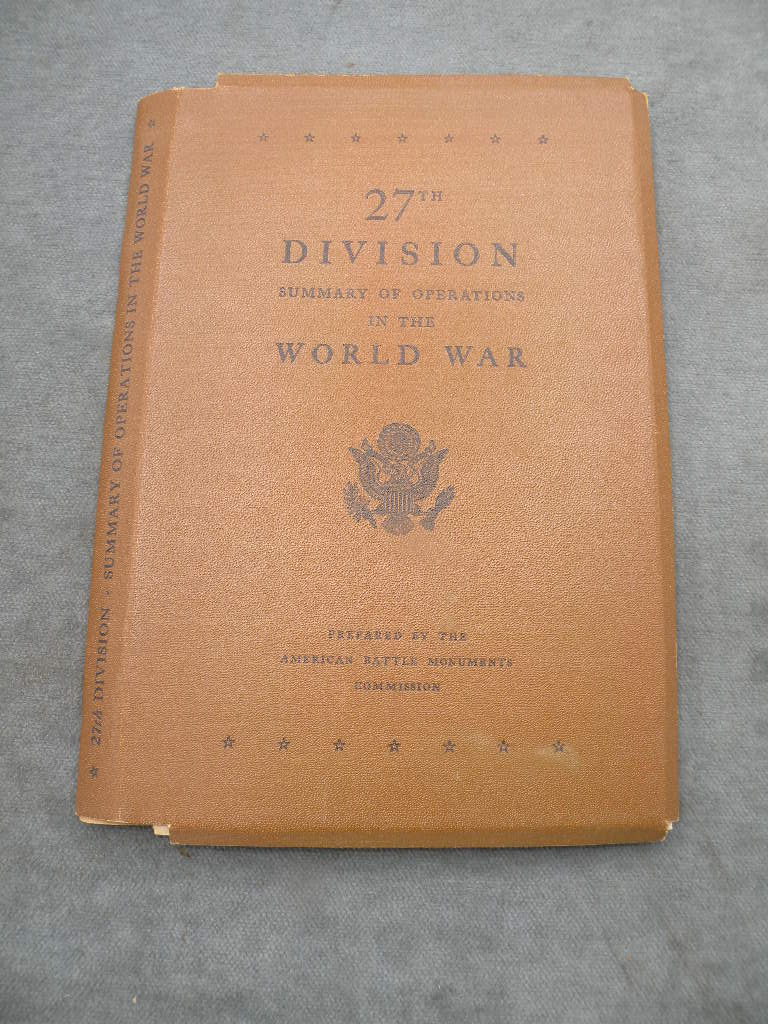 27TH
DIVISION
SUMMARY OF OPERATIONS
IN THE
WORLD WAR
PREPARED BY THE
AMERICAN BATTLE MONUMENTS
COMMISSION
27th DIVISION · SUMMARY OF OPERATIONS IN THE WORLD WAR